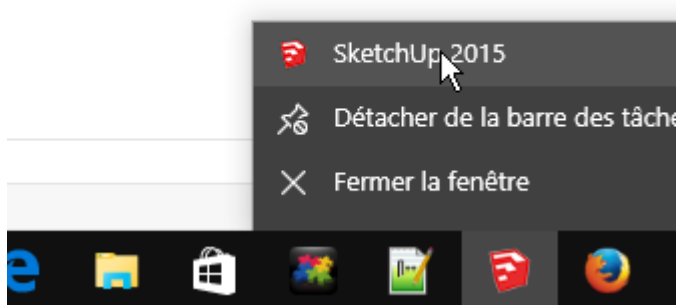 SketchUp 2015
Détacher de la barre des tâche
Fermer la fenêtre